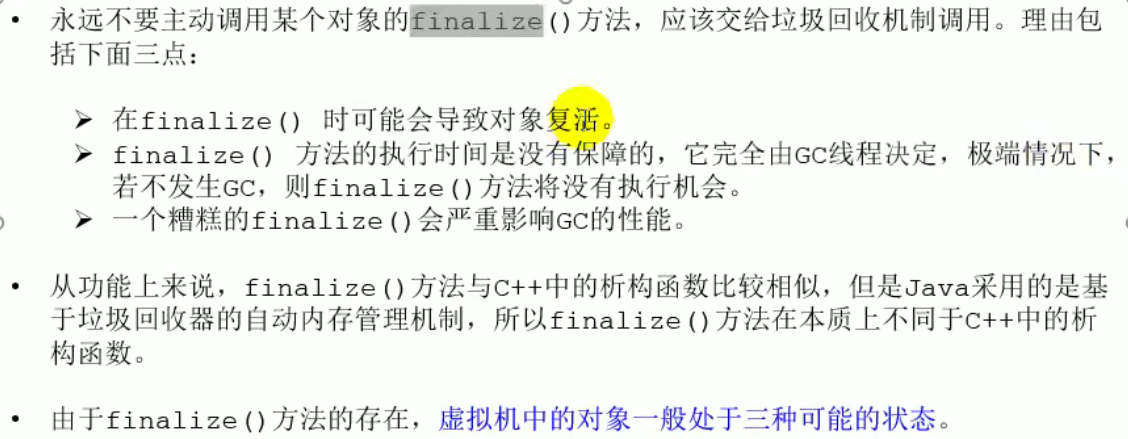 • 永远不要主动调用某个对象的finalize()方法，应该交给垃圾回收机制调用。理由包
括下面三点：
➢ 在finalize() 时可能会导致对象复活。
➢ finalize() 方法的执行时间是没有保障的，它完全由GC线程决定，极端情况下，
若不发生GC，则finalize()方法将没有执行机会。
➢ 一个糟糕的finalize()会严重影响GC的性能。
• 从功能上来说，finalize()方法与C++中的析构函数比较相似，但是Java采用的是基
于垃圾回收器的自动内存管理机制，所以finalize()方法在本质上不同于C++中的析
构函数。
• 由于finalize()方法的存在，虚拟机中的对象一般处于三种可能的状态。